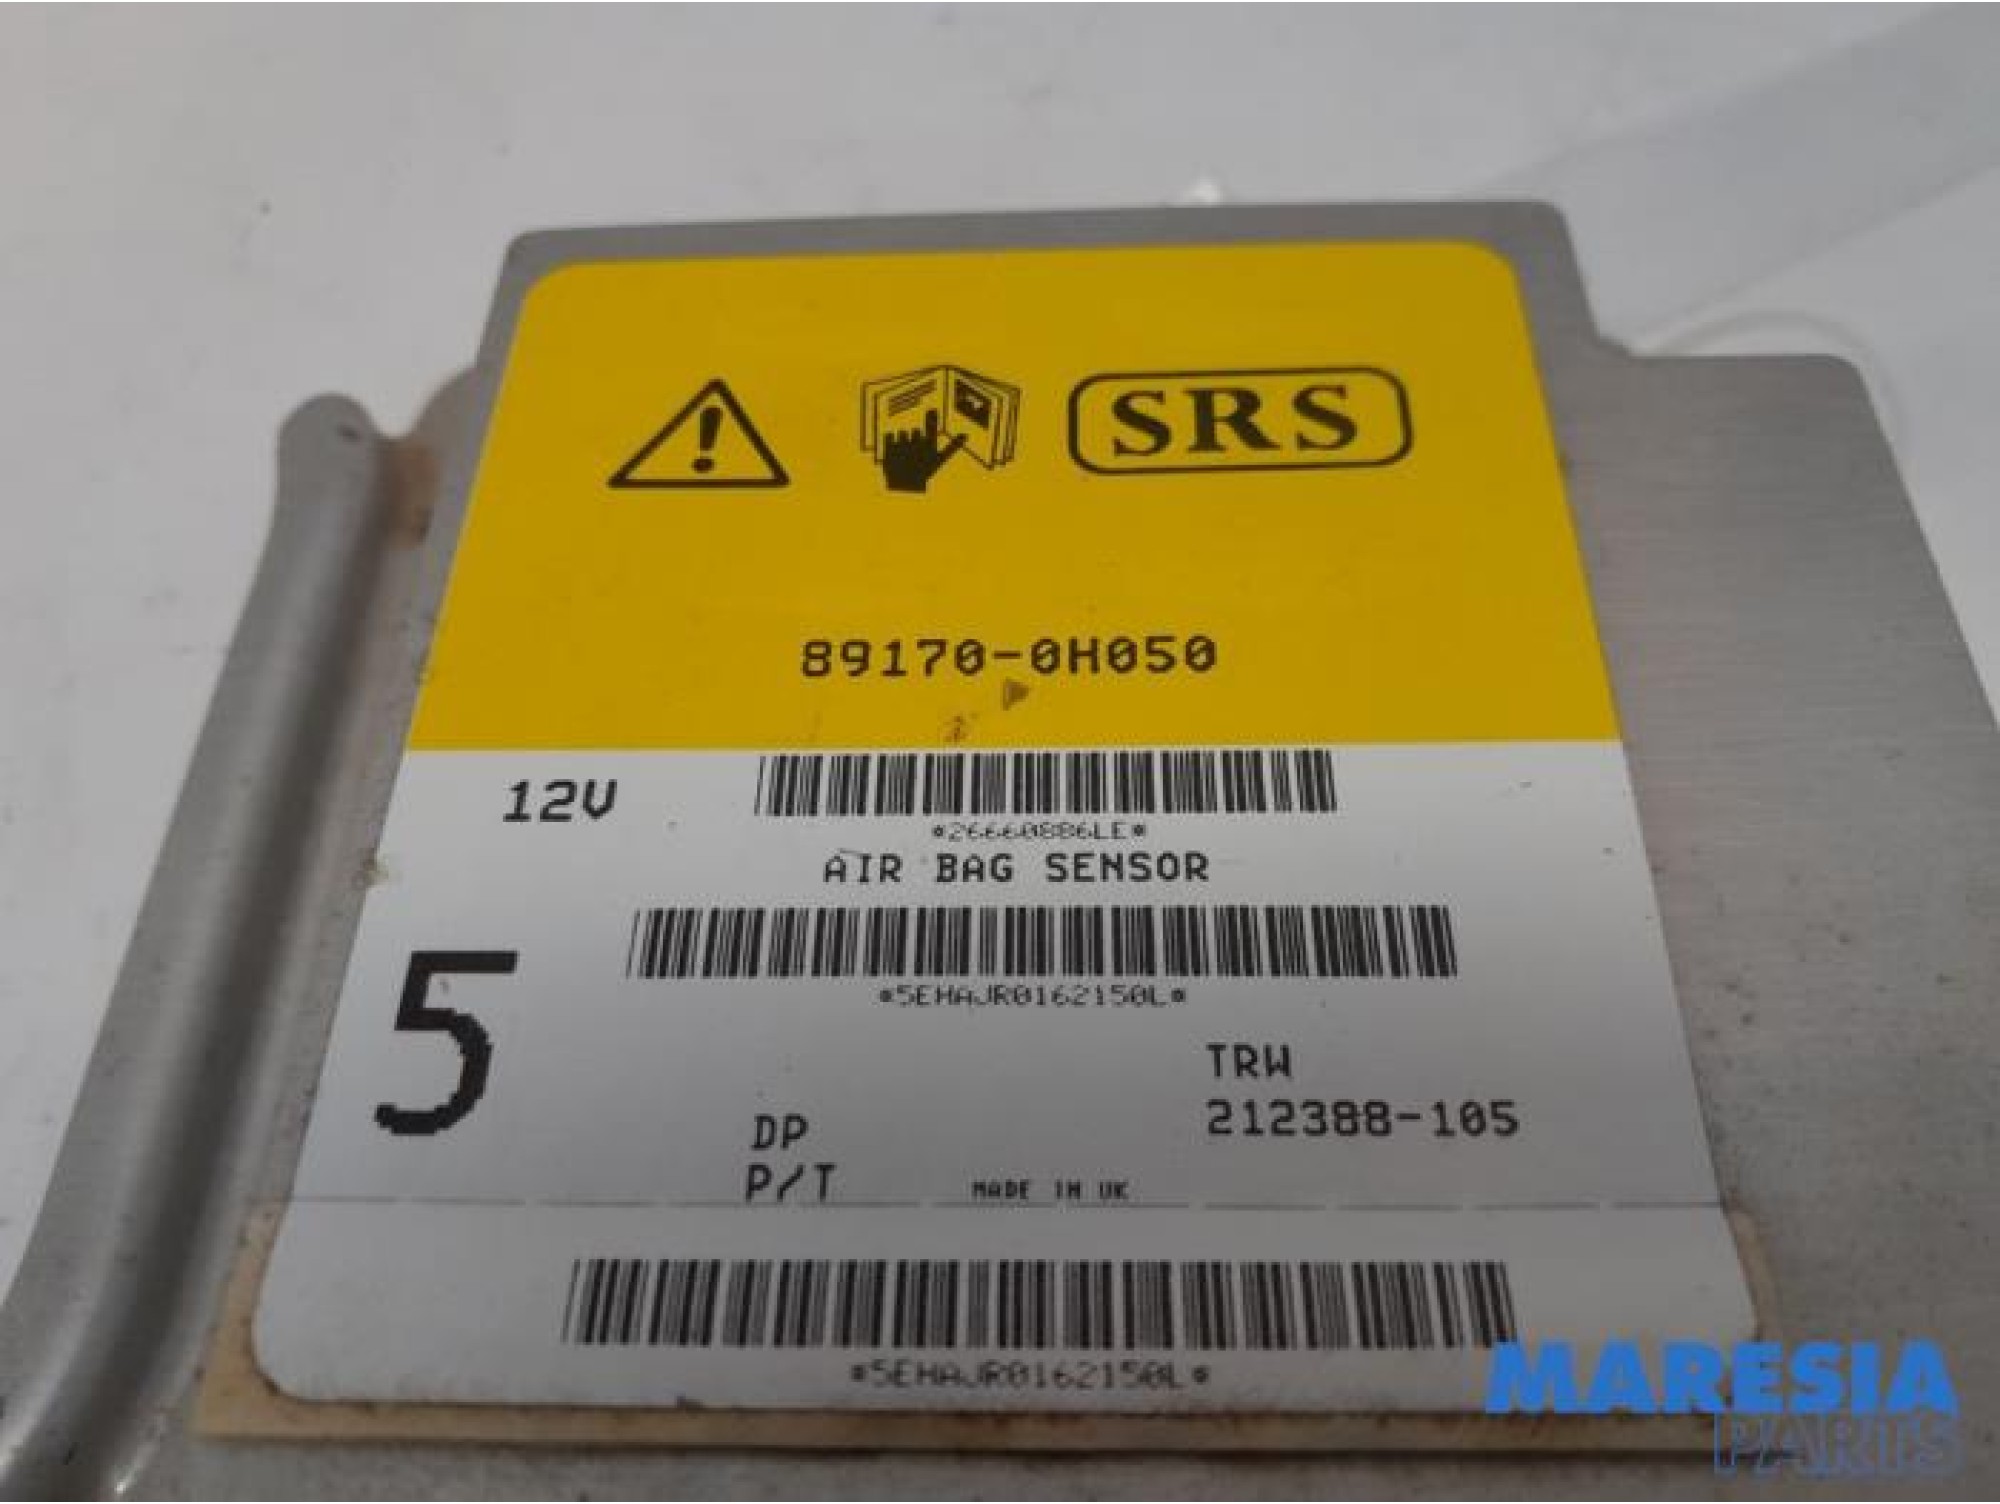 SRS
89170-0H050
12V
*26660886LE*
AIR BAG SENSOR
5
*5EHAJR0162150L*
TRW
212388-105
DP
P/T
MADE IN UK
*5EHAJR0162150L*
MARESIA
PARTS